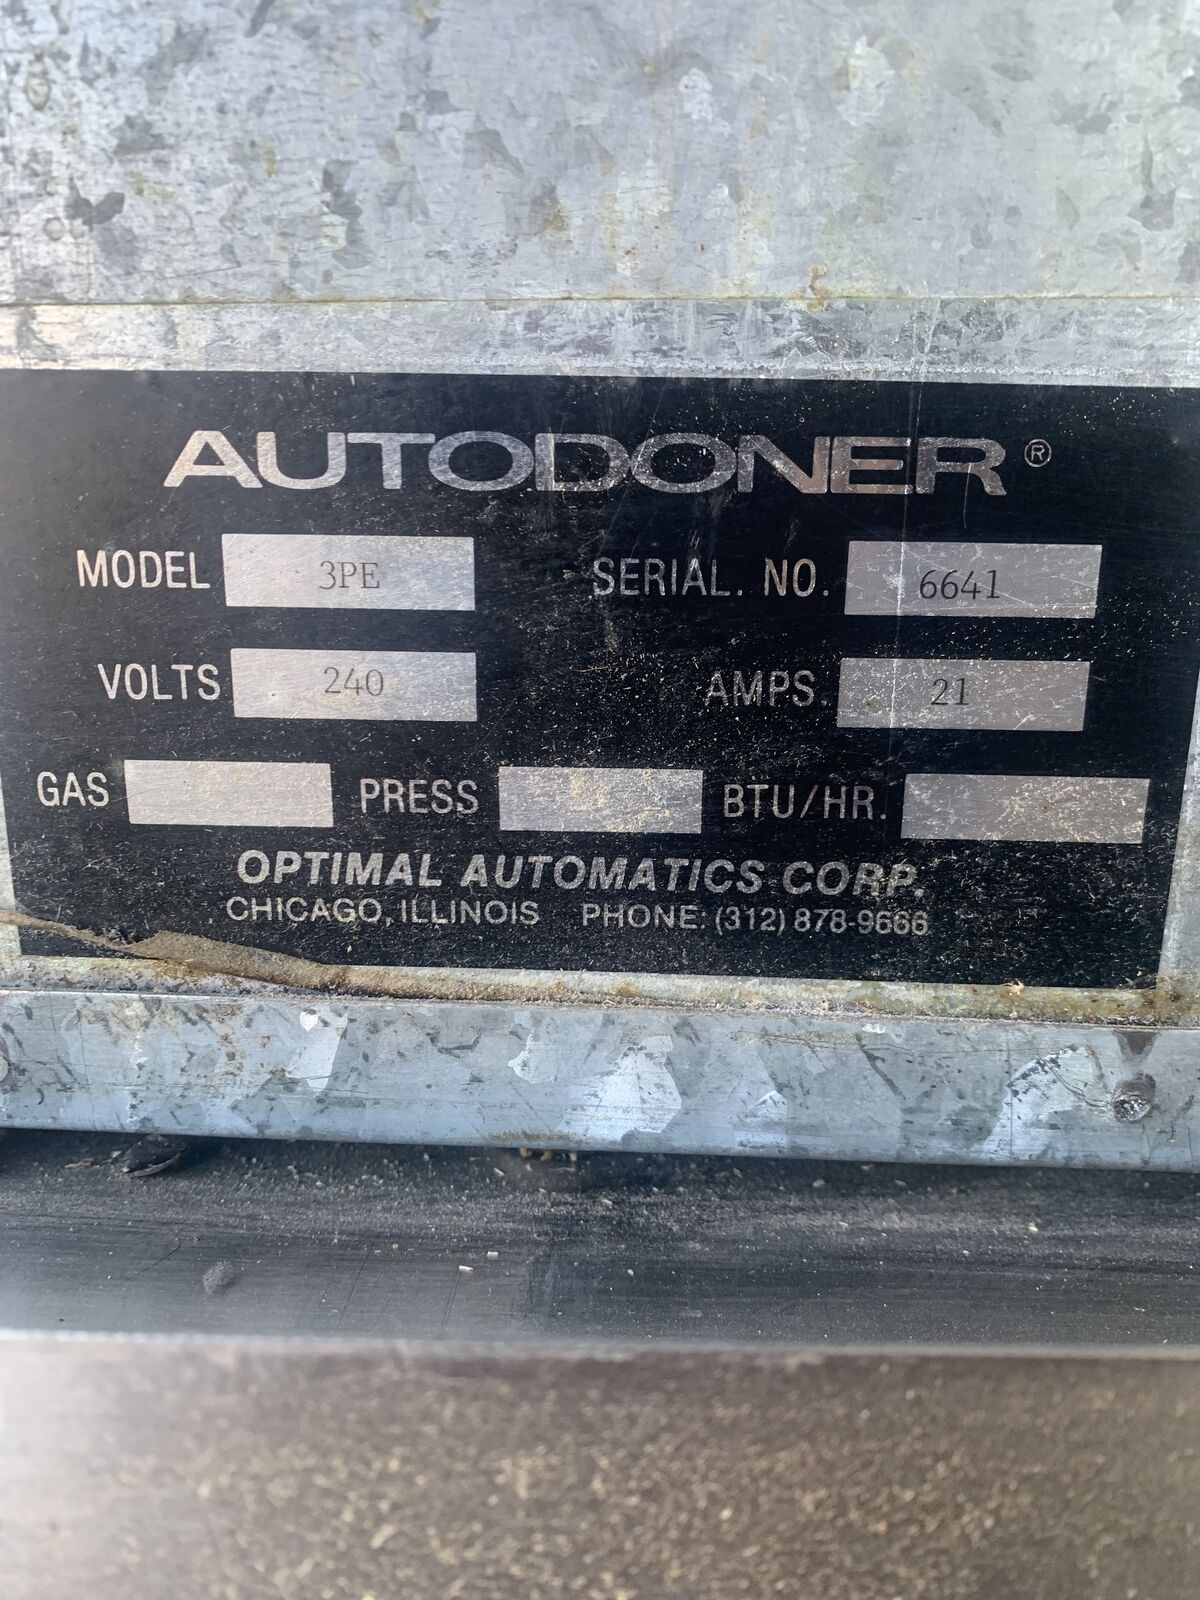 AUTODONER®
MODEL 3PE SERIAL. NO. 6641
VOLTS 240 AMPS. 21
GAS PRESS BTU/HR.
OPTIMAL AUTOMATICS CORP.
CHICAGO, ILLINOIS PHONE: (312) 878-9666